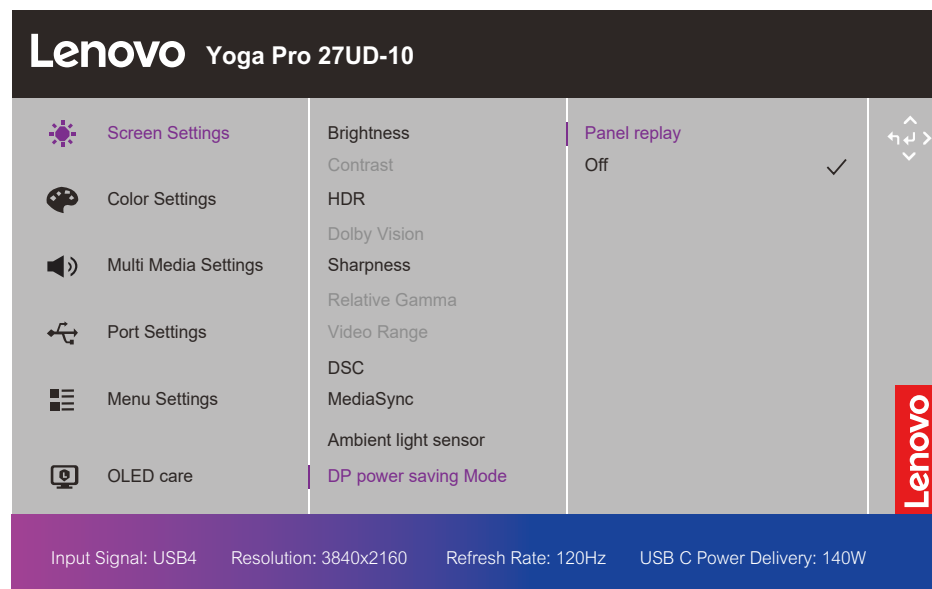 Lenovo Yoga Pro 27UD-10
Screen Settings
Color Settings
Multi Media Settings
Port Settings
Menu Settings
OLED care
Brightness
Contrast
HDR
Dolby Vision
Sharpness
Relative Gamma
Video Range
DSC
MediaSync
Ambient light sensor
DP power saving Mode
Panel replay
Off
Lenovo
Input Signal: USB4 Resolution: 3840x2160 Refresh Rate: 120Hz USB C Power Delivery: 140W